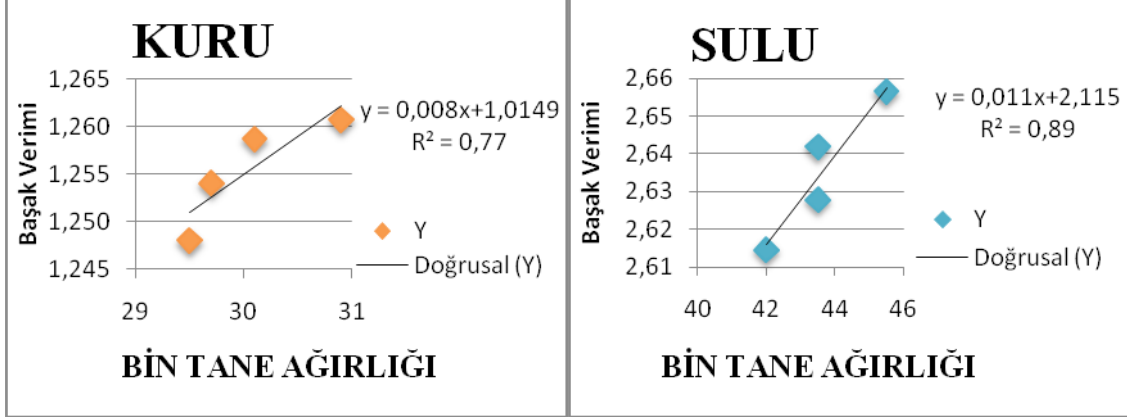 KURU
1,265
1,260
1,255
1,250
1,245
Başak Verimi
29 30 31
y = 0,008x+1,0149
R² = 0,77
Y
Doğrusal (Y)
BİN TANE AĞIRLIĞI
SULU
2,66
2,65
2,64
2,63
2,62
2,61
Başak Verimi
40 42 44 46
y = 0,011x+2,115
R² = 0,89
Y
Doğrusal (Y)
BİN TANE AĞIRLIĞI